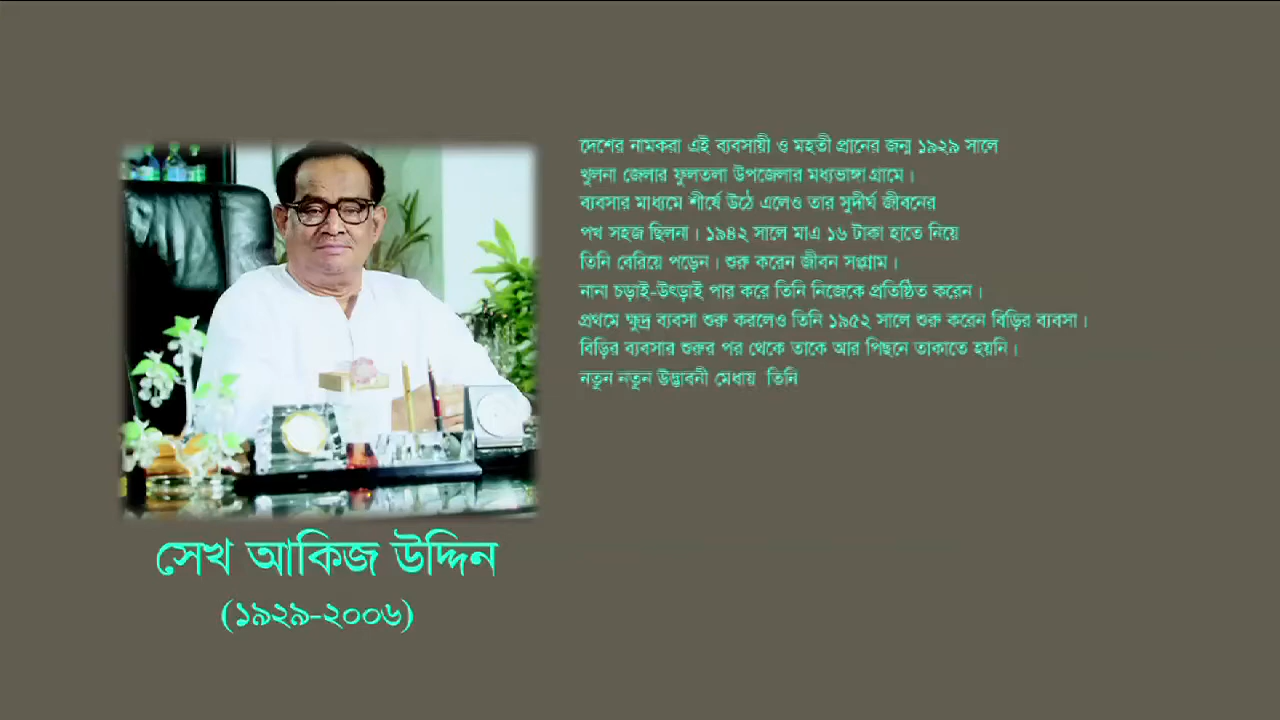 দেশের নামকরা এই ব্যবসায়ী ও মহতী প্রানের জন্ম ১৯২৯ সালে
খুলনা জেলার ফুলতলা উপজেলার মধ্যভাঙ্গা গ্রামে।
ব্যবসার মাধ্যমে শীর্ষে উঠে এলেও তার সুদীর্ঘ জীবনের
পথ সহজ ছিলনা। ১৯৪২ সালে মাএ ১৬ টাকা হাতে নিয়ে
তিনি বেরিয়ে পড়েন। শুরু করেন জীবন
নানা চড়াই-উৎড়াই পার করে তিনি নিজেকে প্রতিষ্ঠিত করেন।
প্রথমে ক্ষুদ্র ব্যবসা শুরু করলেও তিনি ১৯৫২ সালে শুরু করেন বিড়ির ব্যবসা।
বিড়ির ব্যবসার শুরুর পর থেকে তাকে আর পিছনে তাকাতে হয়নি।
নতুন নতুন উদ্ভাবনী মেধায় তিনি
সেখ আকিজ উদ্দিন
(১৯২৯-২০০৬)